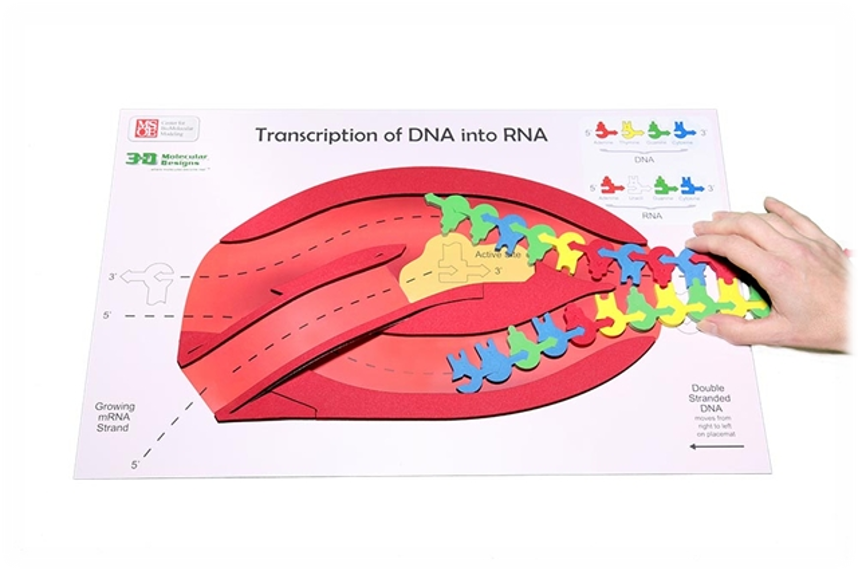 MS
OE
Center for
BioMolecular
Modeling
Transcription of DNA into RNA
3-D Molecular
Designs
5' 3'
Adenine Thymine Guanine Cytosine
DNA
5' 3'
Adenine Uracil Guanine Cytosine
RNA
Active Site
3'
3'
5'
Growing
mRNA
Strand
5'
Double
Stranded
DNA
moves from
right to left
on placemat